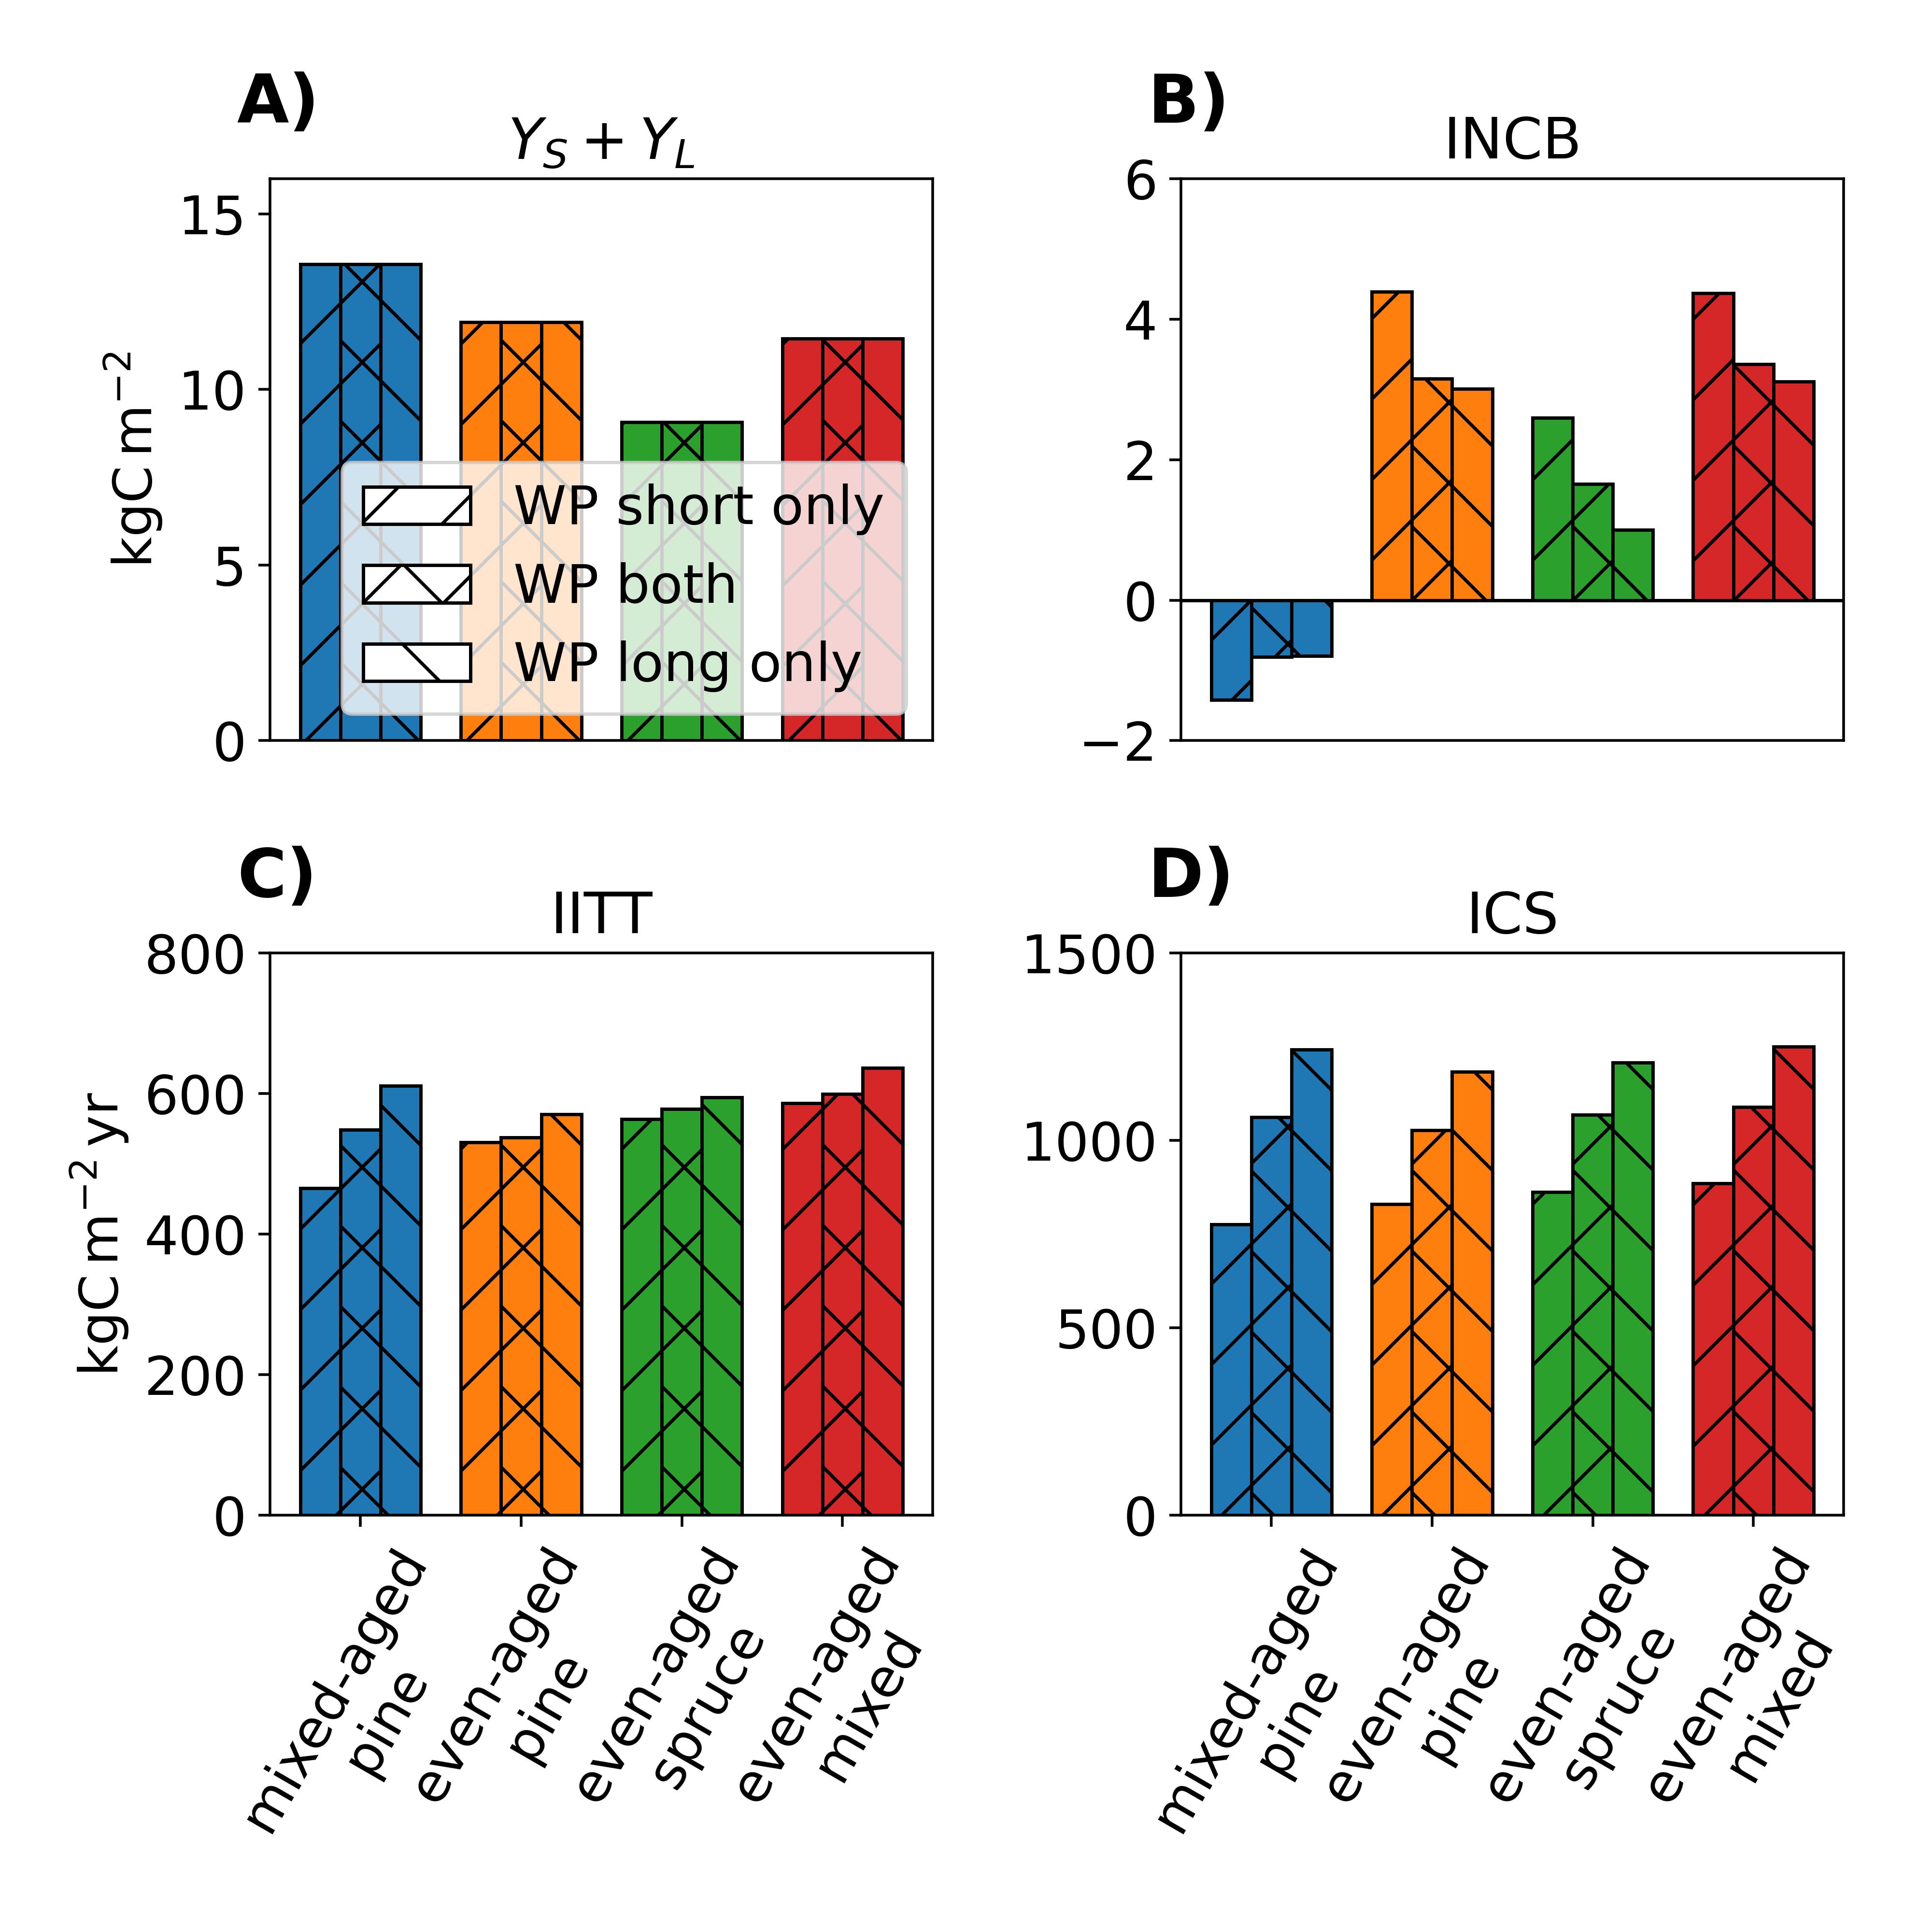 A)
Y_S + Y_L
kgC m⁻²
15
10
5
0
WP short only
WP both
WP long only
B)
INCB
6
4
2
0
−2
C)
IITT
kgC m⁻² yr
800
600
400
200
0
mixed-aged
pine
even-aged
pine
even-aged
spruce
even-aged
mixed
D)
ICS
1500
1000
500
0
mixed-aged
pine
even-aged
pine
even-aged
spruce
even-aged
mixed